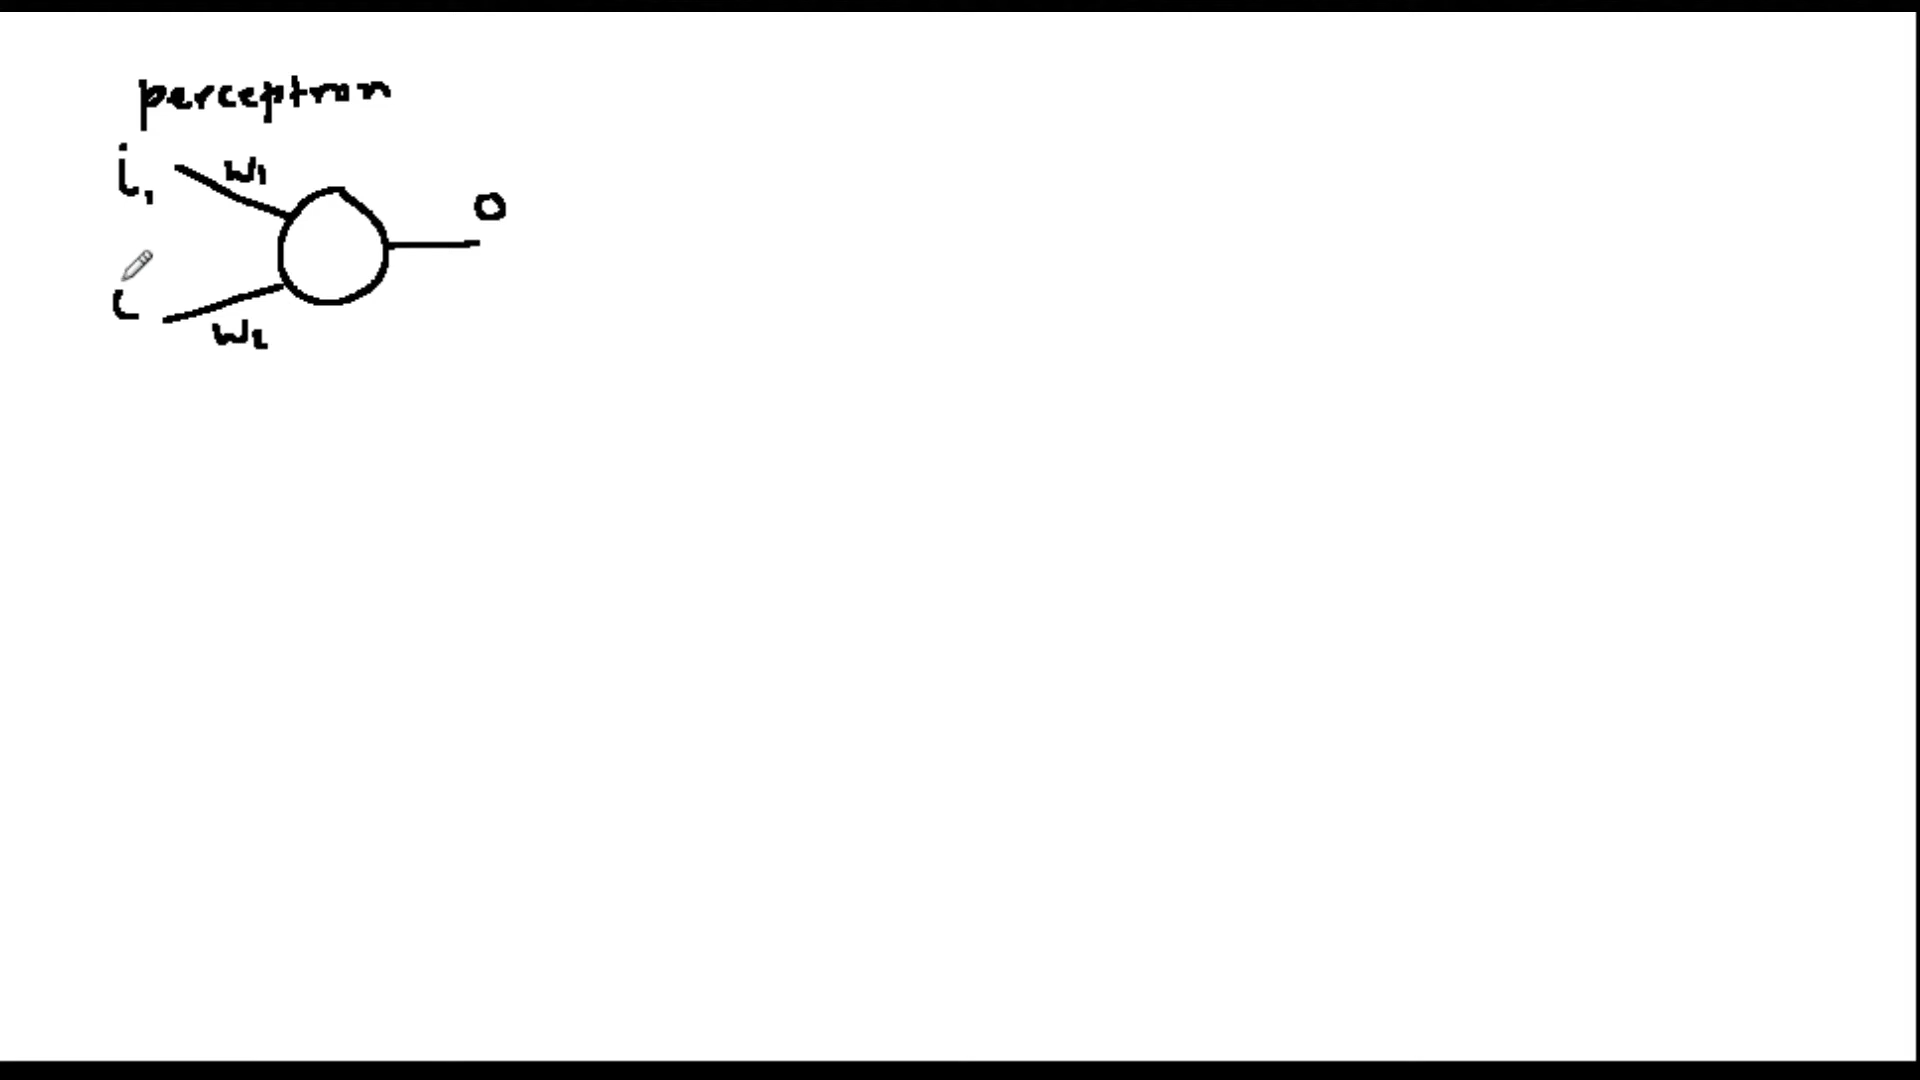 perceptron
i₁ w₁
o
w₂